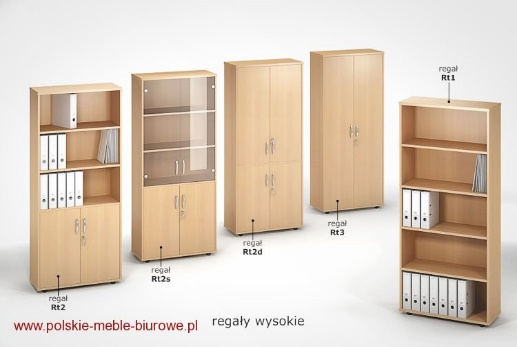 regał
Rt1
regał
Rt3
regał
Rt2d
regał
Rt2s
regał
Rt2
www.polskie-meble-biurowe.pl
regały wysokie